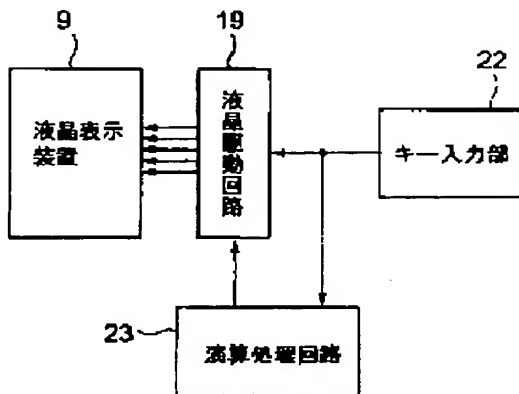 9
19
22
液晶表示
装置
液晶駆動回路
キー入力部
23
演算処理回路